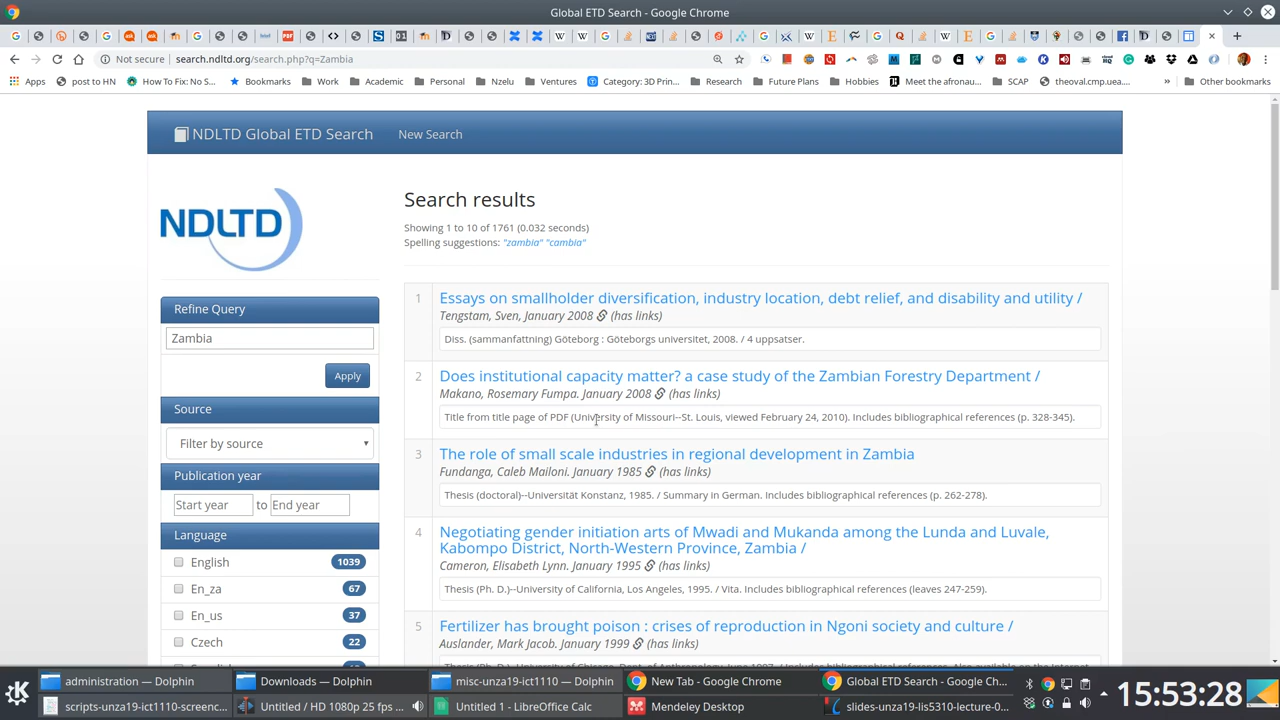 Global ETD Search - Google Chrome
Not secure | search.ndltd.org/search.php?q=Zambia
Apps
post to HN
How To Fix: No S...
Bookmarks
Work
Academic
Personal
Nzelu
Ventures
Category: 3D Prin...
Research
Future Plans
Hobbies
Meet the afronau...
SCAP
theoval.cmp.uea....
»
Other bookmarks
NDLTD Global ETD Search
New Search
NDLTD
Search results
Showing 1 to 10 of 1761 (0.032 seconds)
Spelling suggestions: "zambia" "cambia"
Refine Query
Zambia
Apply
Source
Filter by source
Publication year
Start year to End year
Language
English 1039
En_za 67
En_us 37
Czech 22
1 Essays on smallholder diversification, industry location, debt relief, and disability and utility /
Tengstam, Sven, January 2008 (has links)
Diss. (sammanfattning) Göteborg : Göteborgs universitet, 2008. / 4 uppsatser.
2 Does institutional capacity matter? a case study of the Zambian Forestry Department /
Makano, Rosemary Fumpa. January 2008 (has links)
Title from title page of PDF (University of Missouri--St. Louis, viewed February 24, 2010). Includes bibliographical references (p. 328-345).
3 The role of small scale industries in regional development in Zambia
Fundanga, Caleb Mailoni. January 1985 (has links)
Thesis (doctoral)--Universität Konstanz, 1985. / Summary in German. Includes bibliographical references (p. 262-278).
4 Negotiating gender initiation arts of Mwadi and Mukanda among the Lunda and Luvale,
Kabompo District, North-Western Province, Zambia /
Cameron, Elisabeth Lynn. January 1995 (has links)
Thesis (Ph. D.)--University of California, Los Angeles, 1995. / Vita. Includes bibliographical references (leaves 247-259).
5 Fertilizer has brought poison : crises of reproduction in Ngoni society and culture /
Auslander, Mark Jacob. January 1999 (has links)
administration — Dolphin
Downloads — Dolphin
misc-unza19-ict1110 — Dolphin
New Tab - Google Chrome
Global ETD Search - Google Ch...
scripts-unza19-ict1110-screenc...
Untitled / HD 1080p 25 fps ...
Untitled 1 - LibreOffice Calc
Mendeley Desktop
slides-unza19-lis5310-lecture-0...
15:53:28